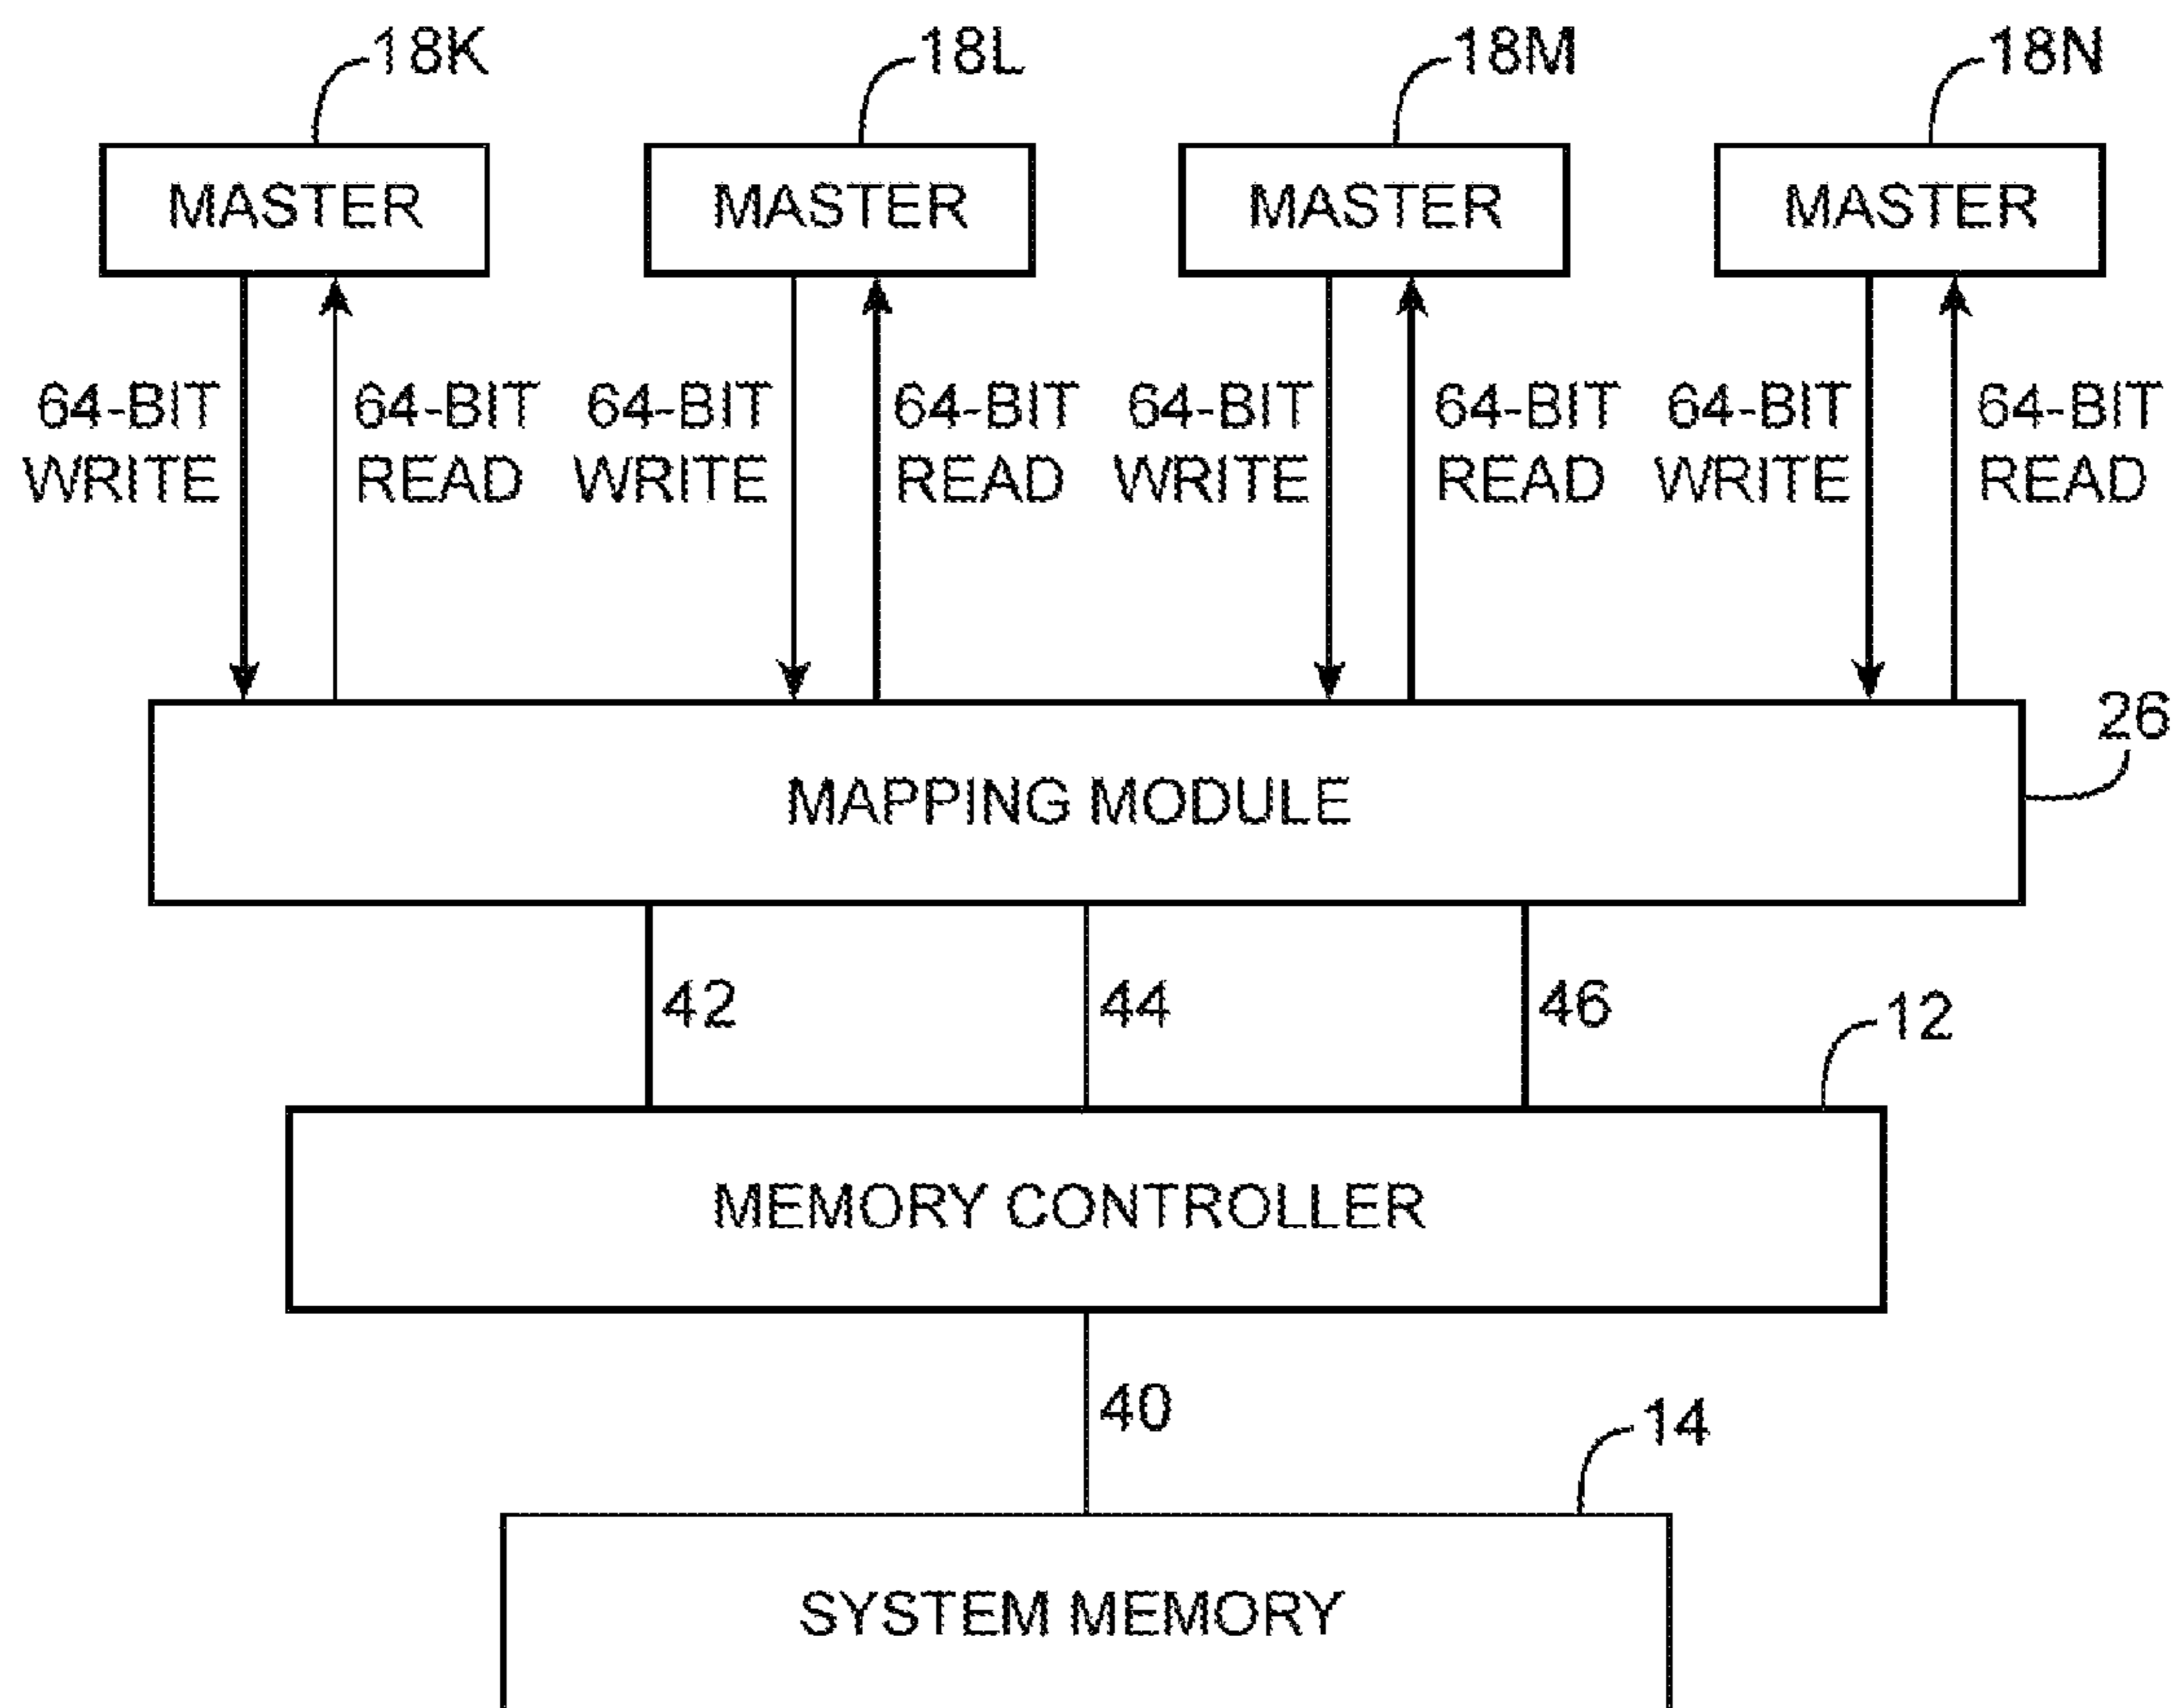 18K
18L
18M
18N
MASTER
MASTER
MASTER
MASTER
64-BIT
WRITE
64-BIT
READ
64-BIT
WRITE
64-BIT
READ
64-BIT
WRITE
64-BIT
READ
64-BIT
WRITE
64-BIT
READ
26
MAPPING MODULE
42
44
46
12
MEMORY CONTROLLER
40
14
SYSTEM MEMORY